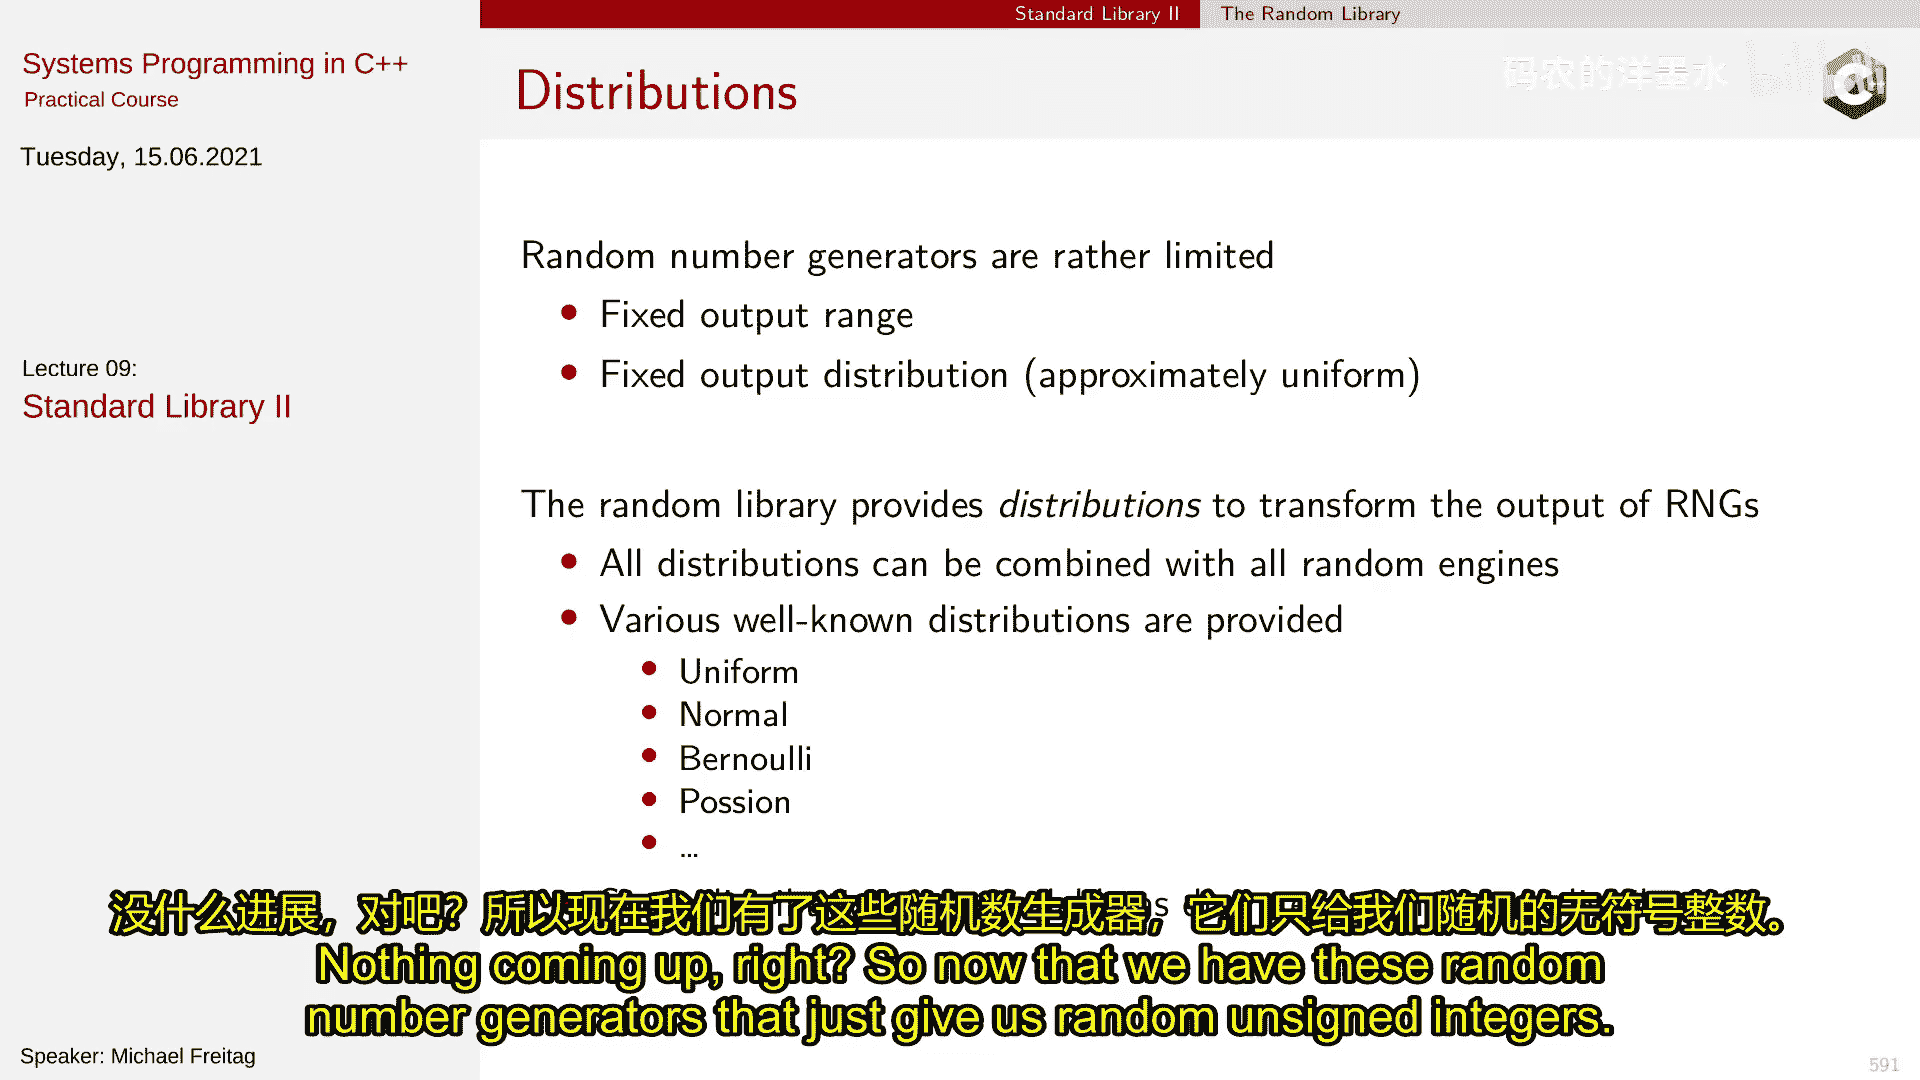 Standard Library II
The Random Library
Systems Programming in C++
Practical Course
Tuesday, 15.06.2021
Lecture 09:
Standard Library II
Speaker: Michael Freitag
Distributions
码农的洋墨水
Random number generators are rather limited
• Fixed output range
• Fixed output distribution (approximately uniform)
The random library provides distributions to transform the output of RNGs
• All distributions can be combined with all random engines
• Various well-known distributions are provided
• Uniform
• Normal
• Bernoulli
• Possion
• …
没什么进展，对吧？所以现在我们有了这些随机数生成器，它们只给我们随机的无符号整数。
Nothing coming up, right? So now that we have these random
number generators that just give us random unsigned integers.
591